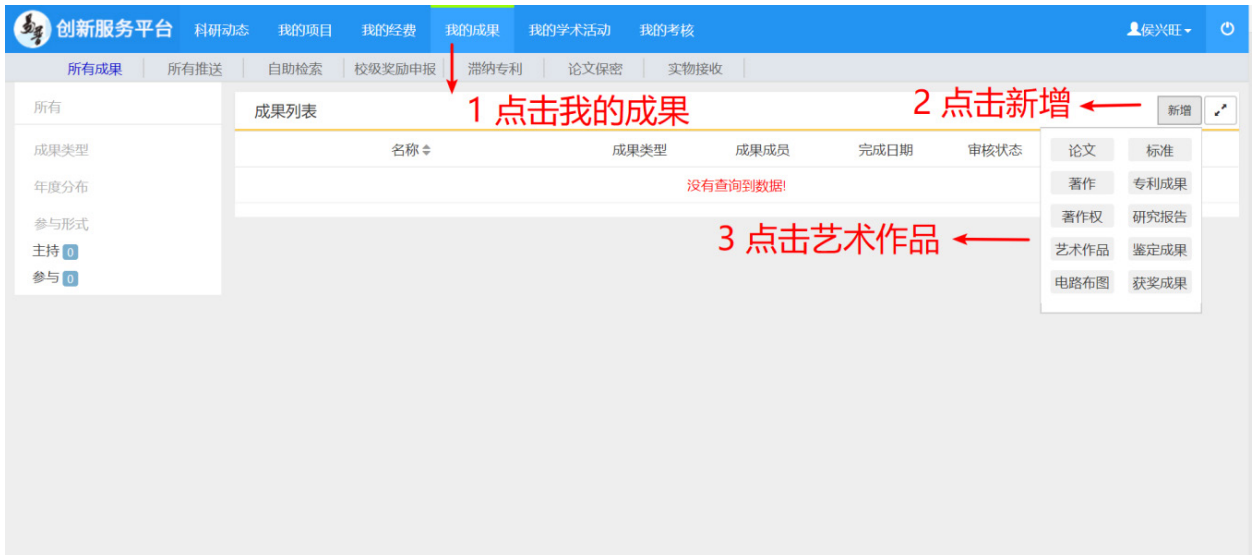 创新服务平台 科研动态 我的项目 我的经费 我的成果 我的学术活动 我的考核 侯兴旺
所有成果 所有推送 自助检索 校级奖励申报 滞纳专利 论文保密 实物接收
所有
成果列表
1 点击我的成果
2 点击新增
新增
成果类型
名称 成果类型 成果成员 完成日期 审核状态
论文 标准
年度分布
没有查询到数据!
著作 专利成果
参与形式
著作权 研究报告
主持 0
3 点击艺术作品
艺术作品 鉴定成果
参与 0
电路布图 获奖成果